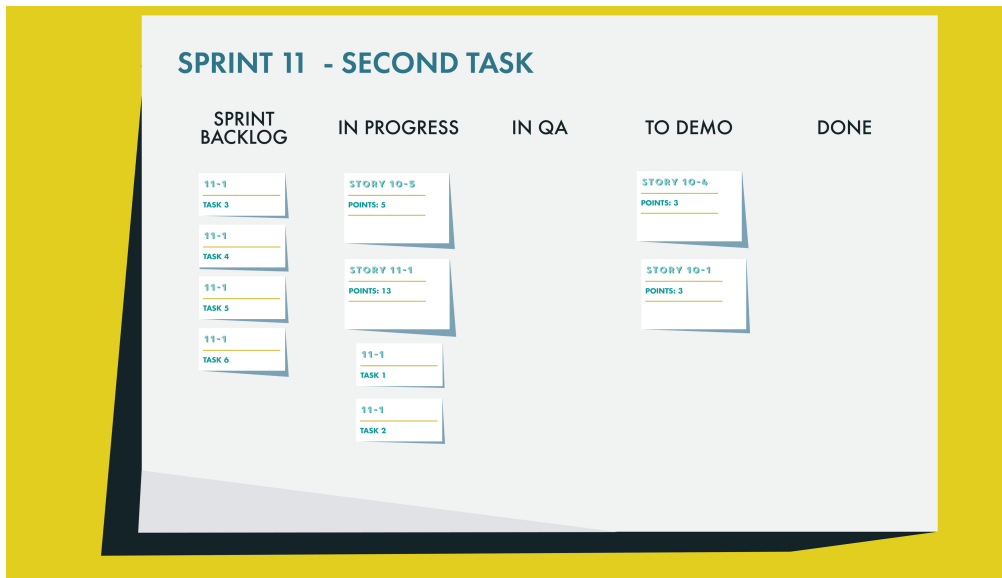 SPRINT 11 - SECOND TASK
SPRINT
BACKLOG
IN PROGRESS
IN QA
TO DEMO
DONE
11-1
TASK 3
11-1
TASK 4
11-1
TASK 5
11-1
TASK 6
STORY 10-5
POINTS: 5
STORY 11-1
POINTS: 13
11-1
TASK 1
11-1
TASK 2
STORY 10-4
POINTS: 3
STORY 10-1
POINTS: 3